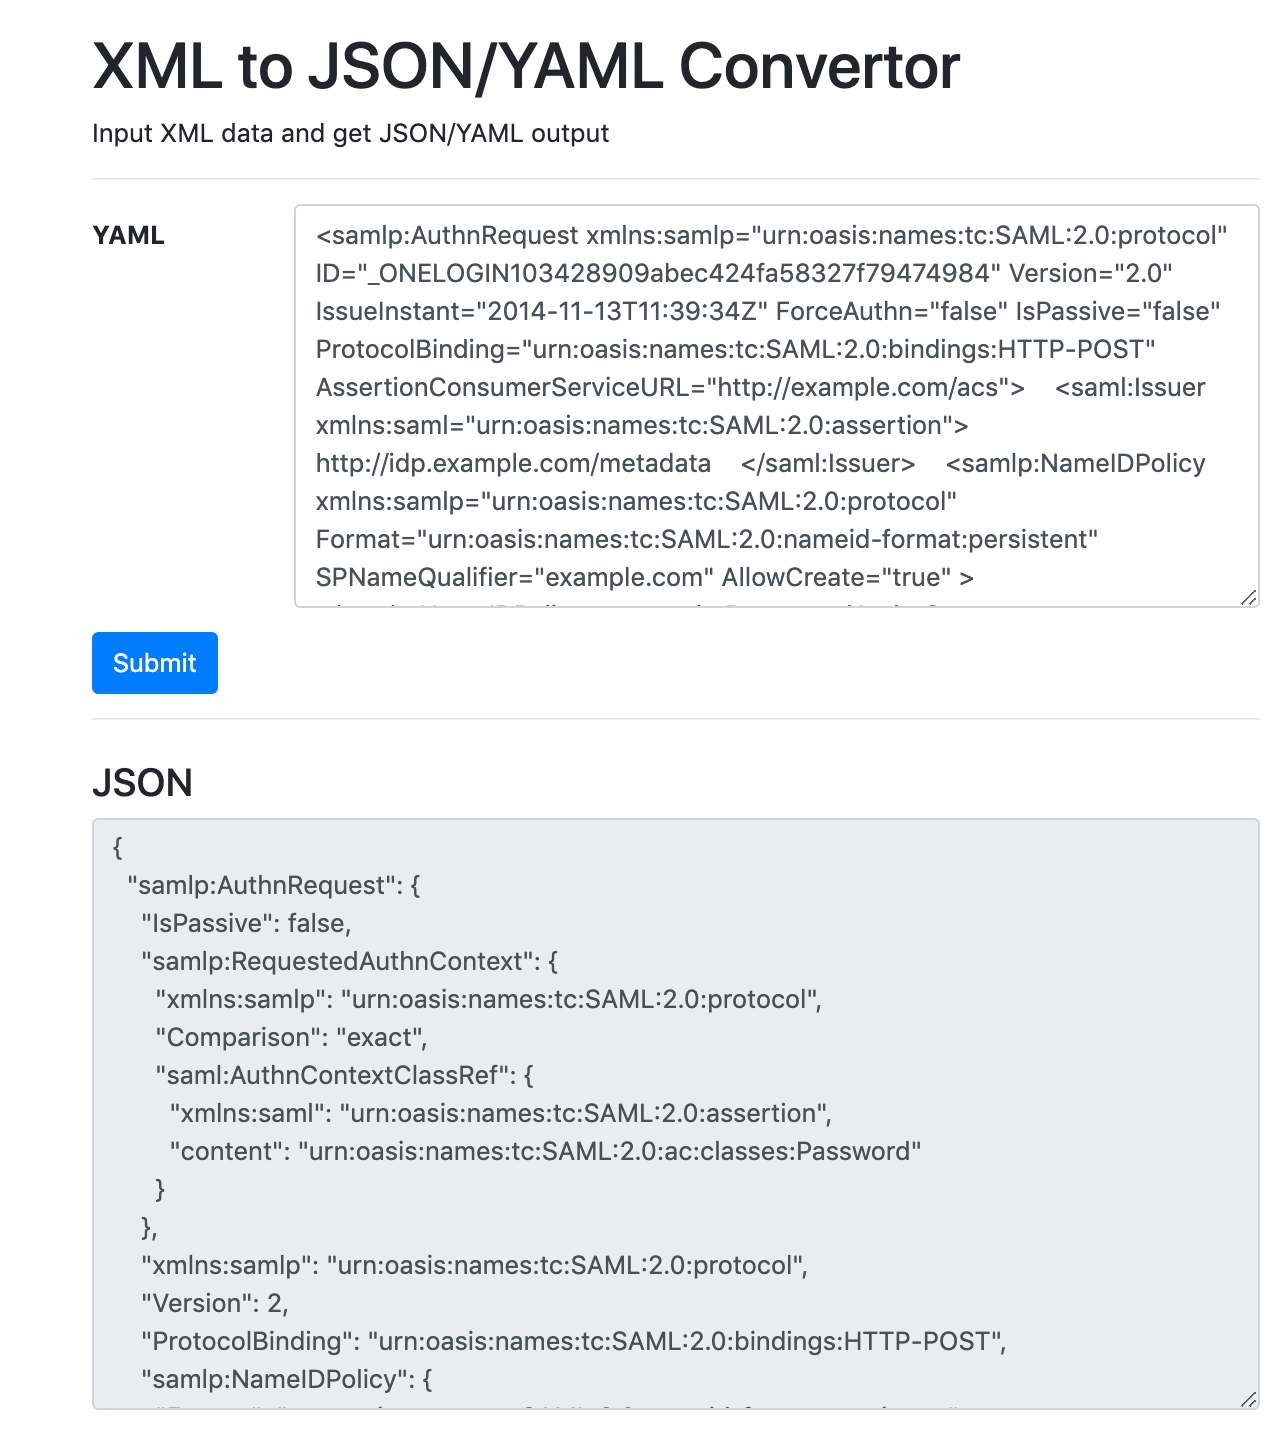 XML to JSON/YAML Convertor
Input XML data and get JSON/YAML output
YAML
<samlp:AuthnRequest xmlns:samlp="urn:oasis:names:tc:SAML:2.0:protocol"
ID="_ONELOGIN103428909abec424fa58327f79474984" Version="2.0"
IssueInstant="2014-11-13T11:39:34Z" ForceAuthn="false" IsPassive="false"
ProtocolBinding="urn:oasis:names:tc:SAML:2.0:bindings:HTTP-POST"
AssertionConsumerServiceURL="http://example.com/acs">    <saml:Issuer
xmlns:saml="urn:oasis:names:tc:SAML:2.0:assertion">
http://idp.example.com/metadata    </saml:Issuer>    <samlp:NameIDPolicy
xmlns:samlp="urn:oasis:names:tc:SAML:2.0:protocol"
Format="urn:oasis:names:tc:SAML:2.0:nameid-format:persistent"
SPNameQualifier="example.com" AllowCreate="true" >
Submit
JSON
{
  "samlp:AuthnRequest": {
    "IsPassive": false,
    "samlp:RequestedAuthnContext": {
      "xmlns:samlp": "urn:oasis:names:tc:SAML:2.0:protocol",
      "Comparison": "exact",
      "saml:AuthnContextClassRef": {
        "xmlns:saml": "urn:oasis:names:tc:SAML:2.0:assertion",
        "content": "urn:oasis:names:tc:SAML:2.0:ac:classes:Password"
      }
    },
    "xmlns:samlp": "urn:oasis:names:tc:SAML:2.0:protocol",
    "Version": 2,
    "ProtocolBinding": "urn:oasis:names:tc:SAML:2.0:bindings:HTTP-POST",
    "samlp:NameIDPolicy": {